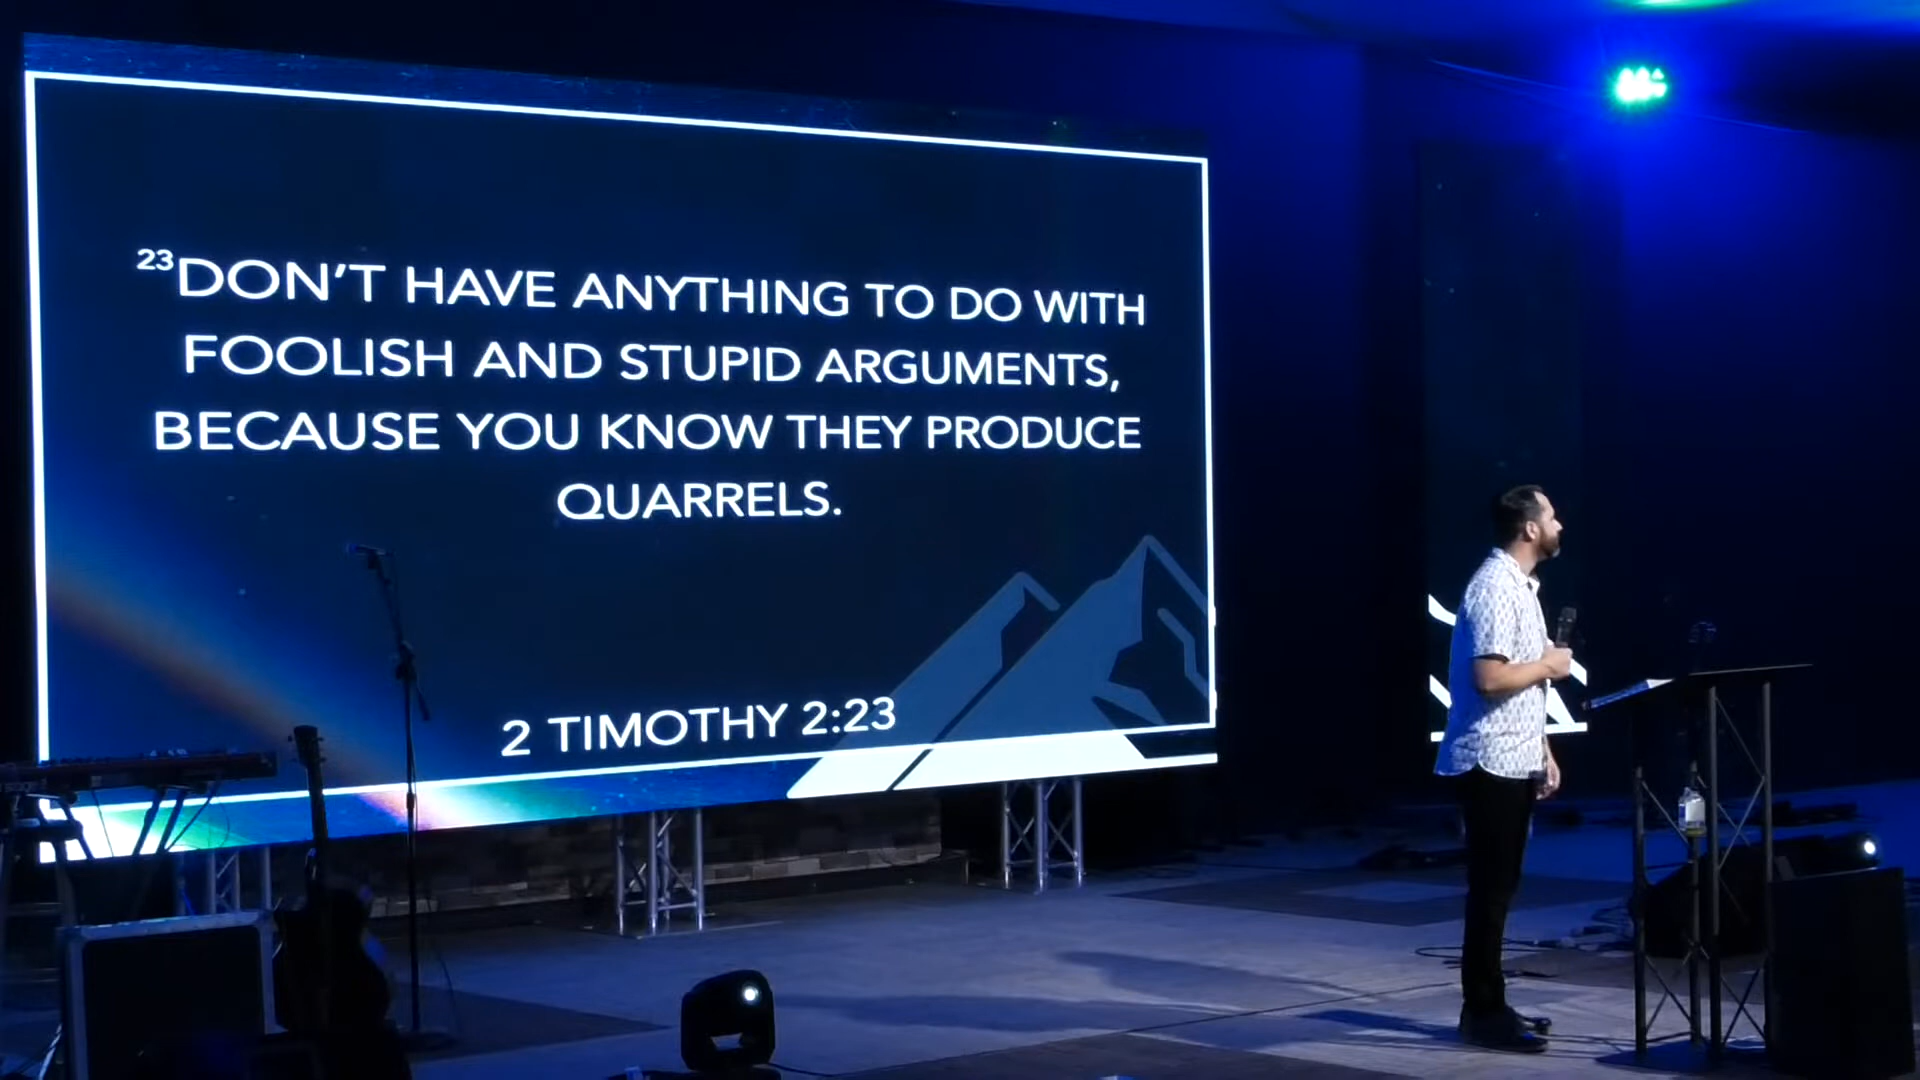 ²³DON'T HAVE ANYTHING TO DO WITH
FOOLISH AND STUPID ARGUMENTS,
BECAUSE YOU KNOW THEY PRODUCE
QUARRELS.
2 TIMOTHY 2:23